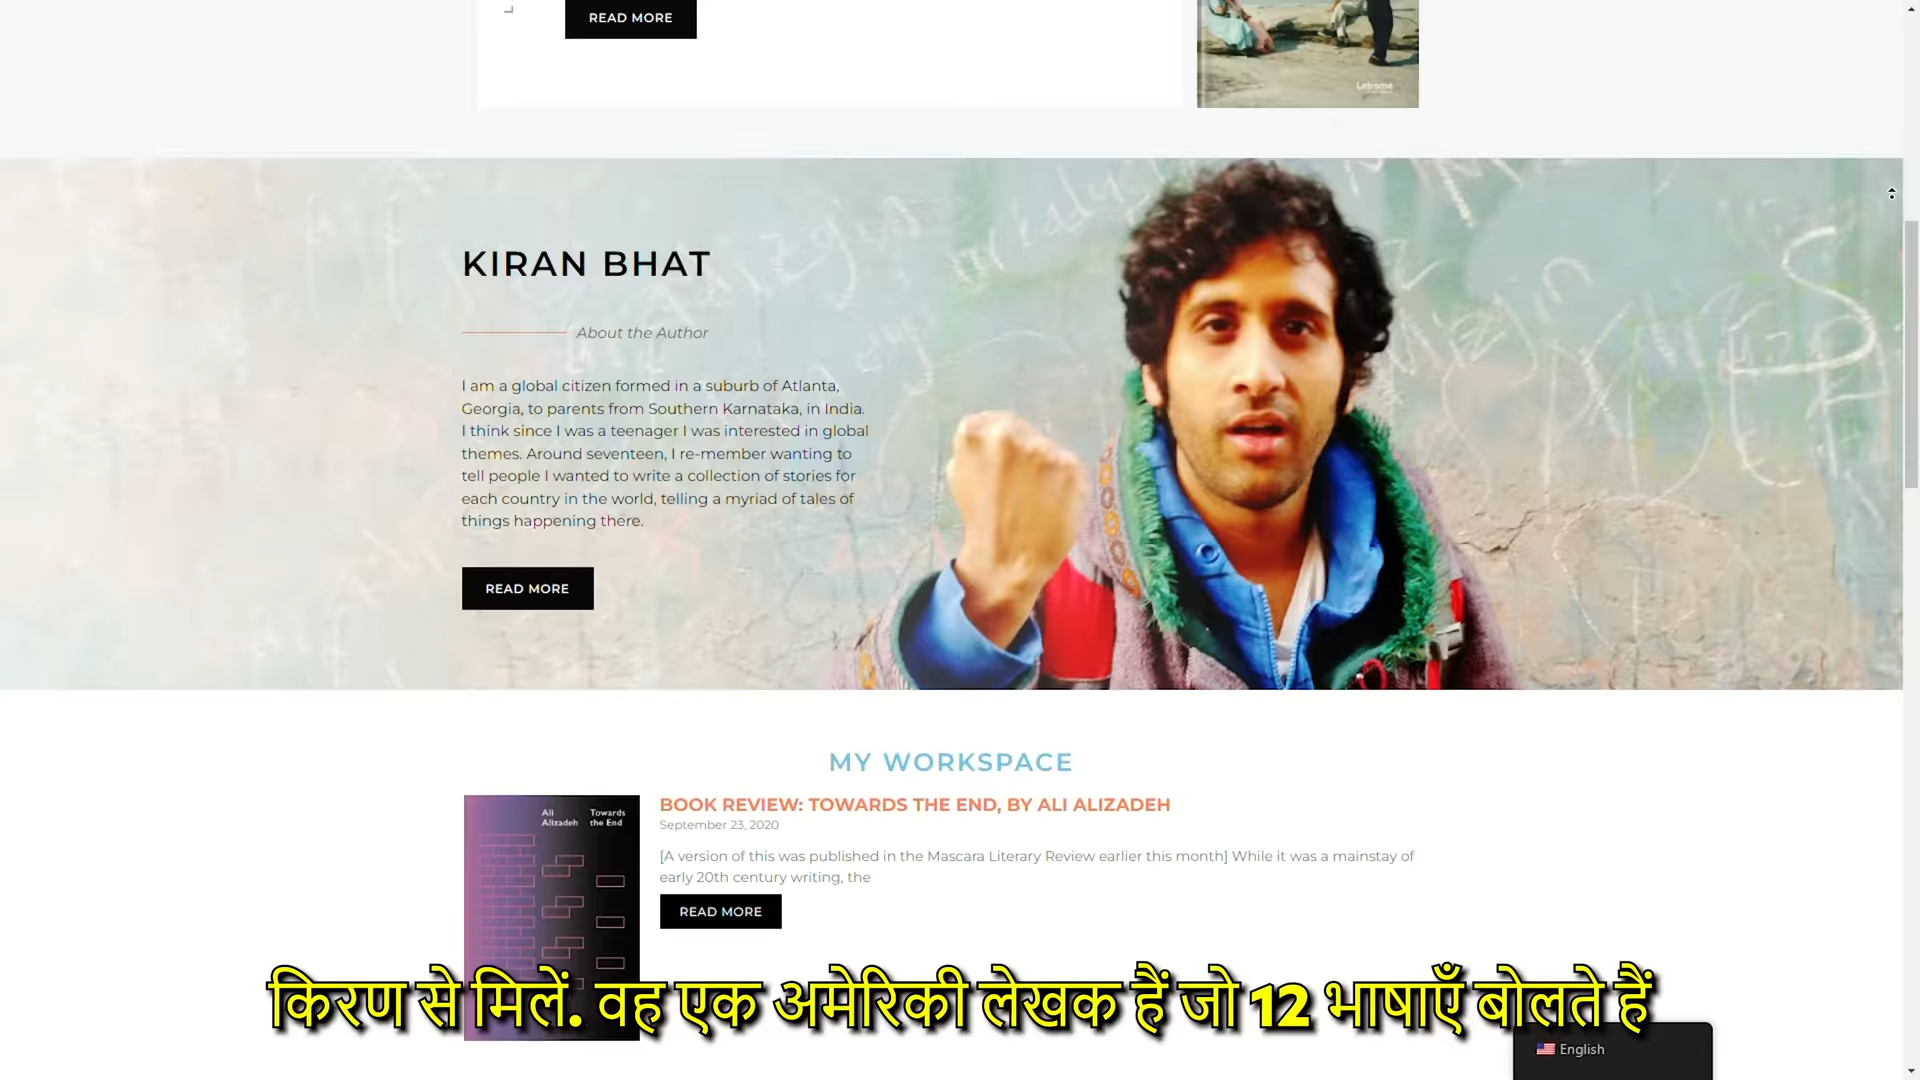 READ MORE
Letrame
KIRAN BHAT
About the Author
I am a global citizen formed in a suburb of Atlanta,
Georgia, to parents from Southern Karnataka, in India.
I think since I was a teenager I was interested in global
themes. Around seventeen, I re-member wanting to
tell people I wanted to write a collection of stories for
each country in the world, telling a myriad of tales of
things happening there.
READ MORE
MY WORKSPACE
Ali Alizadeh
Towards the End
BOOK REVIEW: TOWARDS THE END, BY ALI ALIZADEH
September 23, 2020
[A version of this was published in the Mascara Literary Review earlier this month] While it was a mainstay of
early 20th century writing, the
READ MORE
किरण से मिलें. वह एक अमेरिकी लेखक हैं जो 12 भाषाएँ बोलते हैं
English